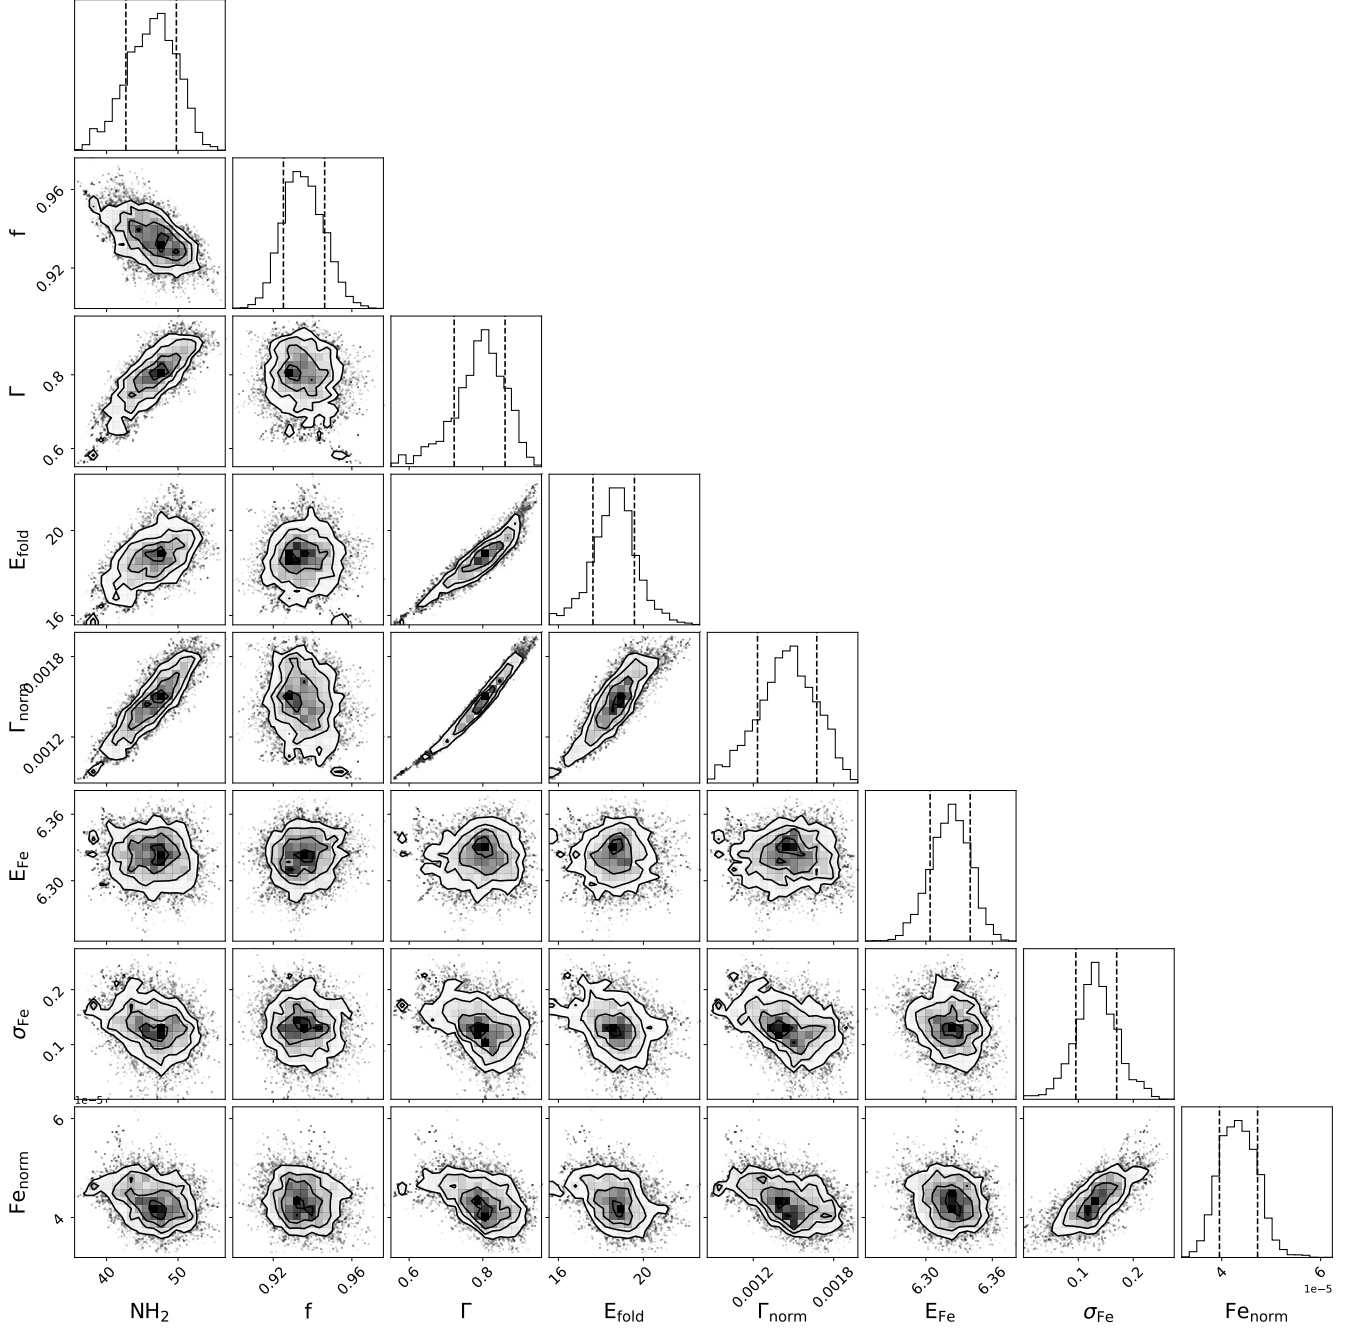 f
0.96
0.92
Γ
0.8
0.6
E_fold
20
16
Γ_norm
0.0018
0.0012
E_Fe
6.36
6.30
σ_Fe
0.2
0.1
1e−5
Fe_norm
6
4
40 50 0.92 0.96 0.6 0.8 16 20 0.0012 0.0018 6.30 6.36 0.1 0.2 4 6
1e−5
NH₂ f Γ E_fold Γ_norm E_Fe σ_Fe Fe_norm